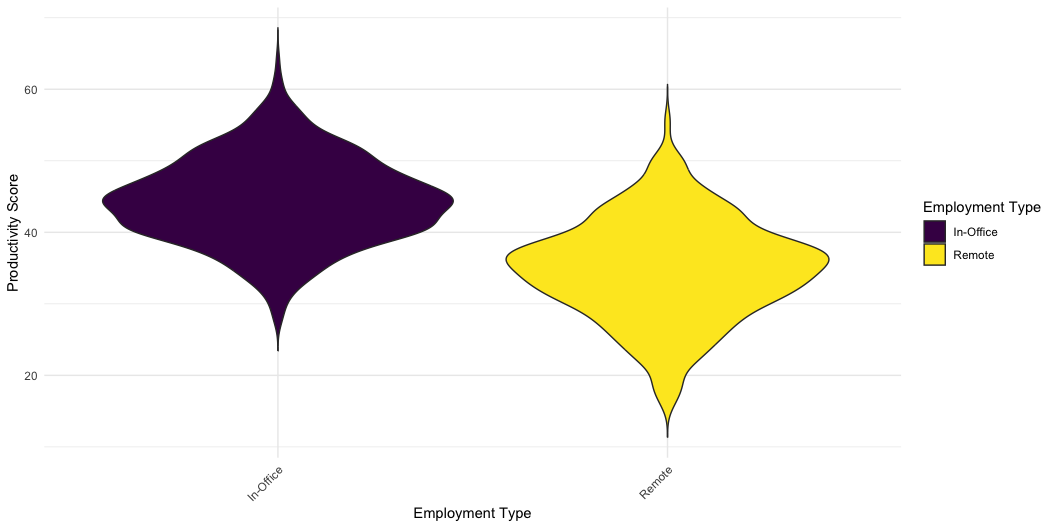 Productivity Score
60
40
20
In-Office
Remote
Employment Type
Employment Type
In-Office
Remote